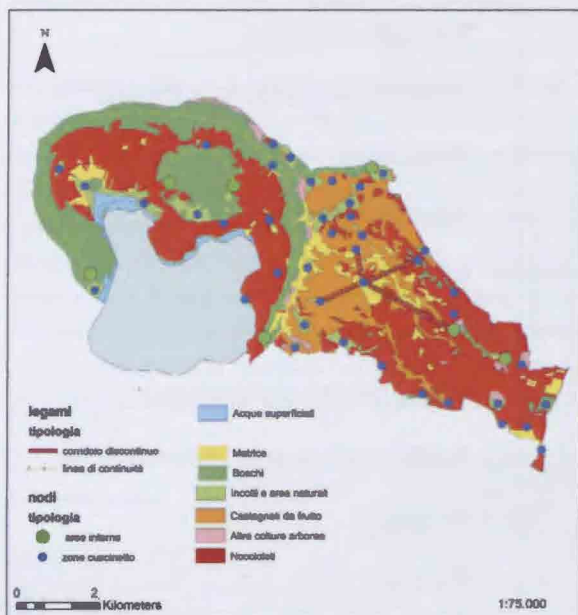 N
legami
tipologia
corridoio discontinuo
linea di continuità
nodi
tipologia
aree interne
zone cuscinetto
Acque superficiali
Matrice
Boschi
Incolti e aree naturali
Castagneti da frutto
Altre colture arboree
Noccioleti
0 2
Kilometers
1:75.000